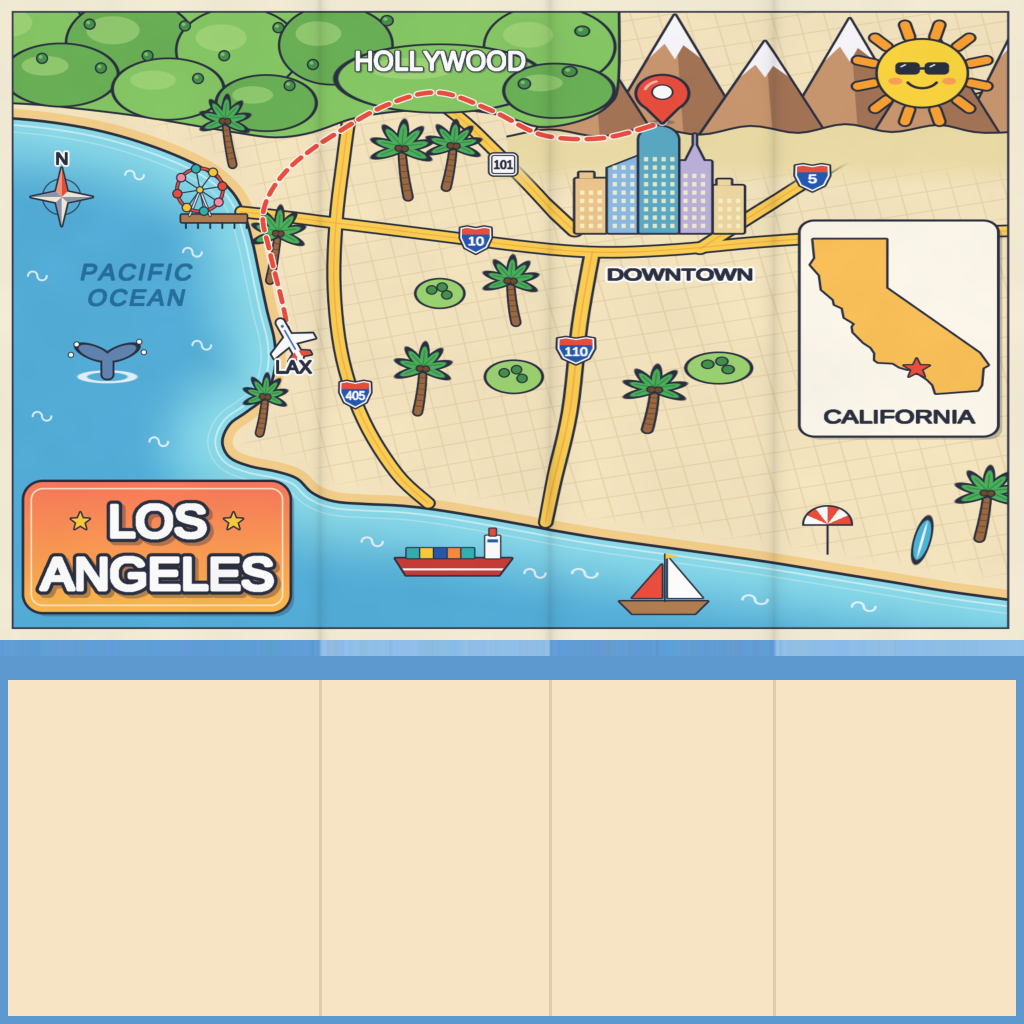 HOLLYWOOD
N
101
5
10
PACIFIC
OCEAN
DOWNTOWN
110
LAX
405
CALIFORNIA
LOS
ANGELES